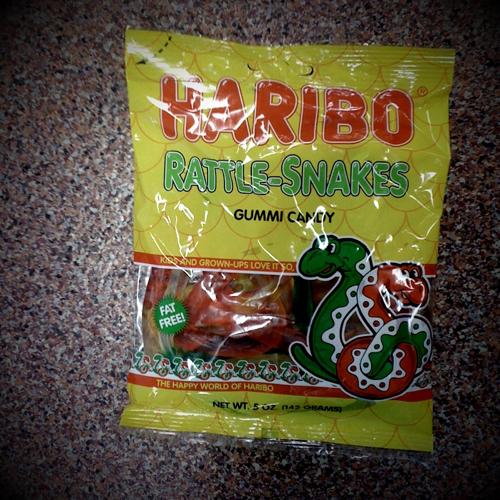 HARIBO®
RATTLE-SNAKES
GUMMI CANDY
KIDS AND GROWN-UPS LOVE IT SO,
FAT
FREE!
THE HAPPY WORLD OF HARIBO
NET WT. 5 OZ. (142 GRAMS)